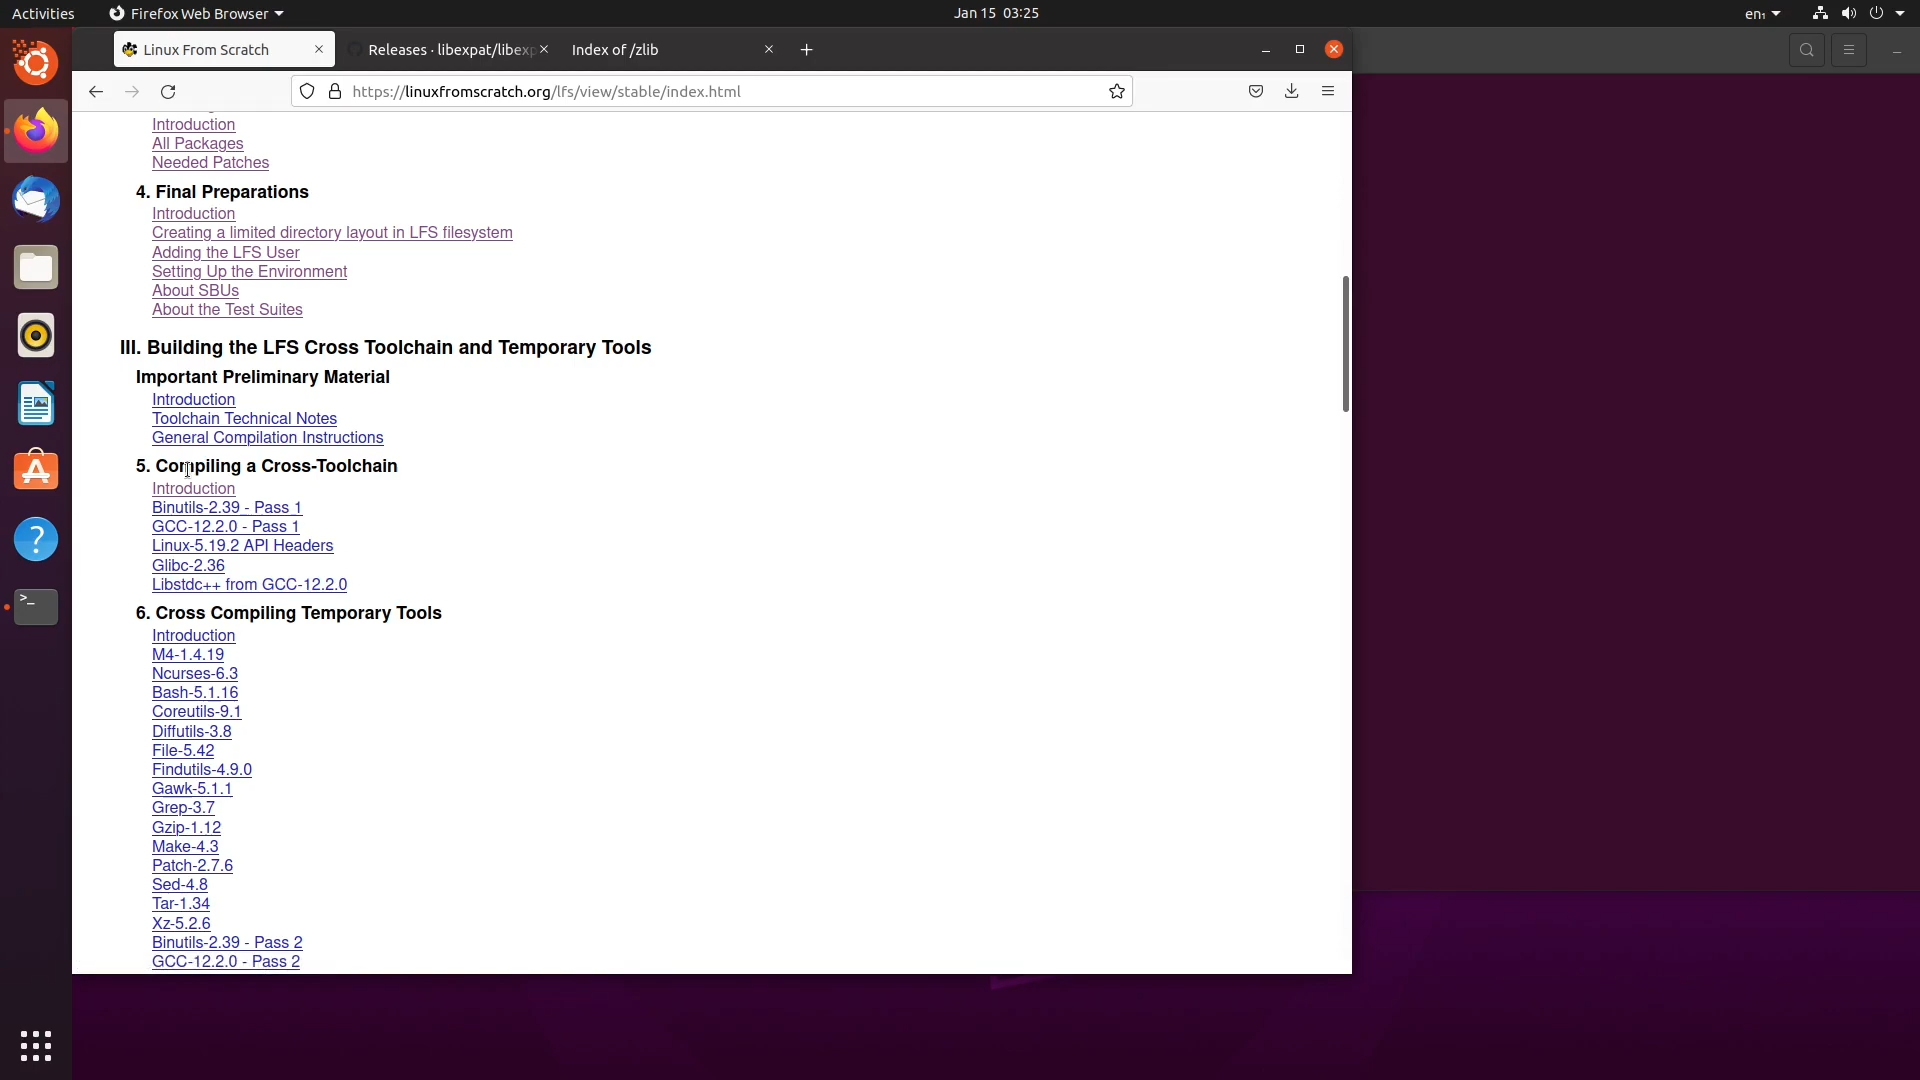 Activities
Firefox Web Browser
Jan 15 03:25
en₁
Linux From Scratch
Releases · libexpat/libexp
Index of /zlib
https://linuxfromscratch.org/lfs/view/stable/index.html
Introduction
All Packages
Needed Patches
4. Final Preparations
Introduction
Creating a limited directory layout in LFS filesystem
Adding the LFS User
Setting Up the Environment
About SBUs
About the Test Suites
III. Building the LFS Cross Toolchain and Temporary Tools
Important Preliminary Material
Introduction
Toolchain Technical Notes
General Compilation Instructions
5. Compiling a Cross-Toolchain
Introduction
Binutils-2.39 - Pass 1
GCC-12.2.0 - Pass 1
Linux-5.19.2 API Headers
Glibc-2.36
Libstdc++ from GCC-12.2.0
6. Cross Compiling Temporary Tools
Introduction
M4-1.4.19
Ncurses-6.3
Bash-5.1.16
Coreutils-9.1
Diffutils-3.8
File-5.42
Findutils-4.9.0
Gawk-5.1.1
Grep-3.7
Gzip-1.12
Make-4.3
Patch-2.7.6
Sed-4.8
Tar-1.34
Xz-5.2.6
Binutils-2.39 - Pass 2
GCC-12.2.0 - Pass 2